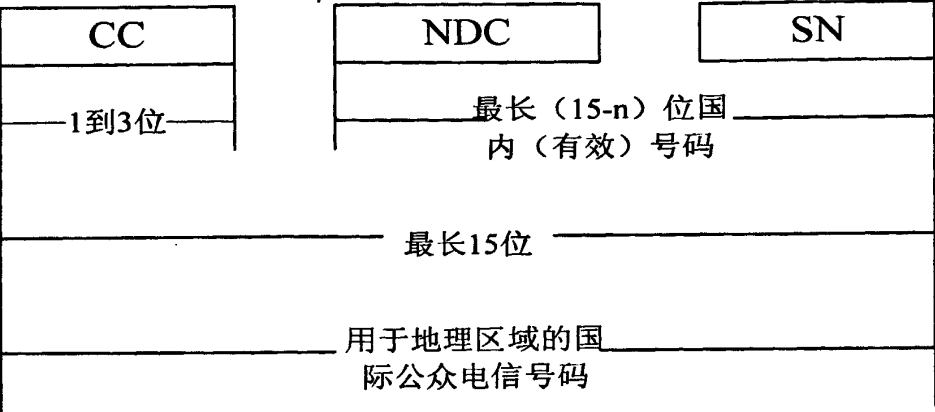 CC NDC SN
1到3位
最长（15-n）位国
内（有效）号码
最长15位
用于地理区域的国
际公众电信号码